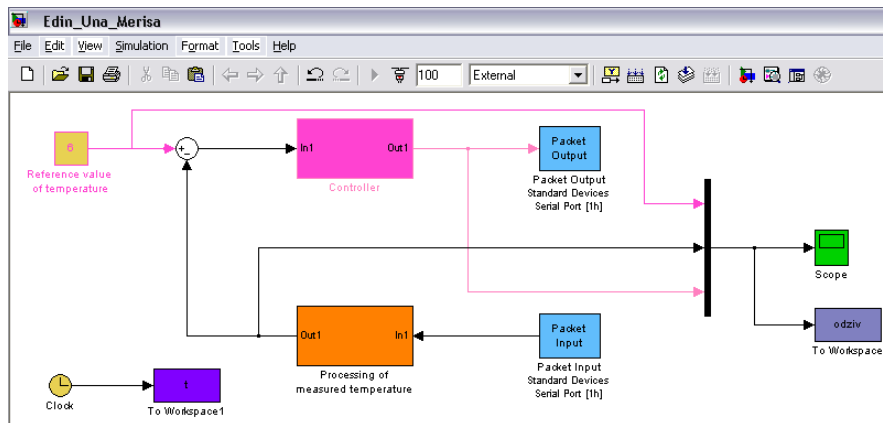 Edin_Una_Merisa
File Edit View Simulation Format Tools Help
100 External
6
Reference value
of temperature
+
-
In1 Out1
Controller
Packet
Output
Packet Output
Standard Devices
Serial Port [1h]
Scope
odziv
To Workspace
Out1 In1
Processing of
measured temperature
Packet
Input
Packet Input
Standard Devices
Serial Port [1h]
Clock
t
To Workspace1